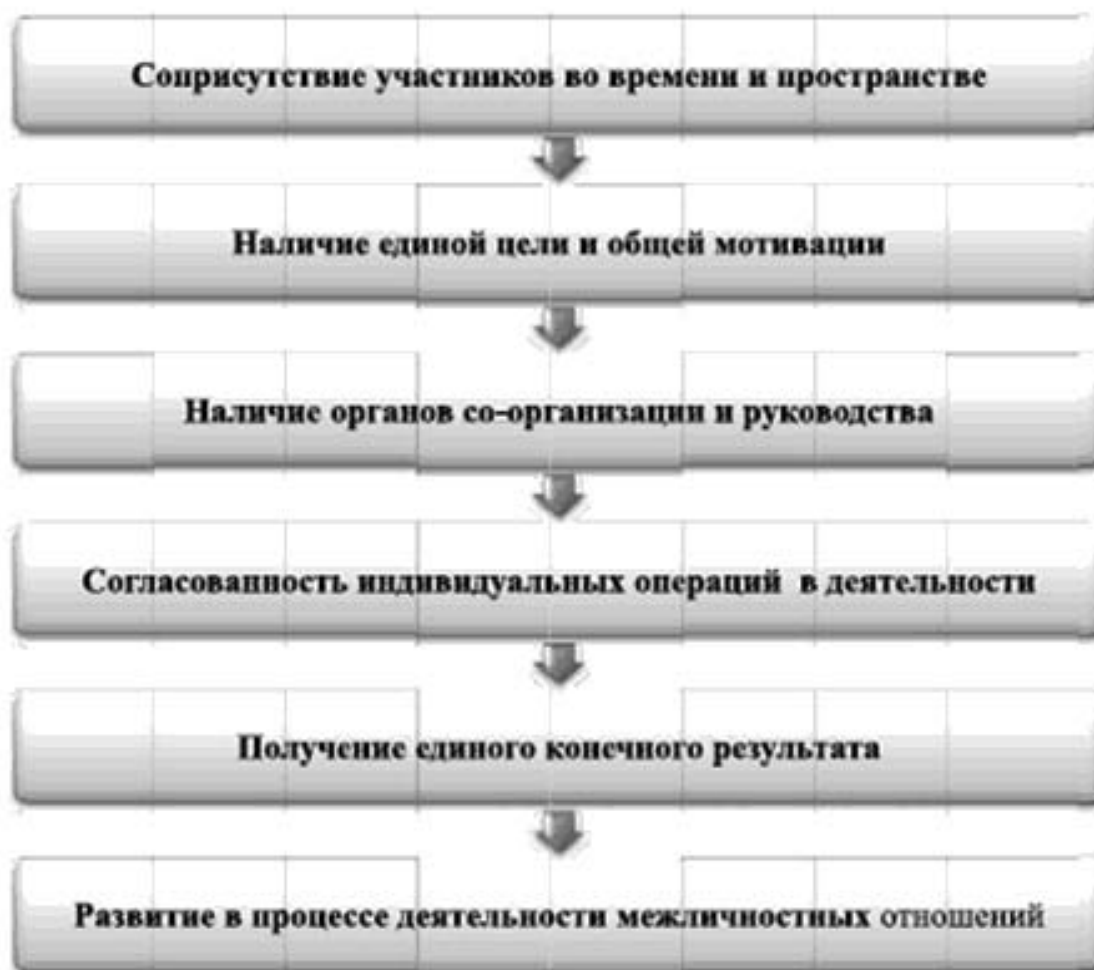 Соприсутствие участников во времени и пространстве
Наличие единой цели и общей мотивации
Наличие органов со-организации и руководства
Согласованность индивидуальных операций в деятельности
Получение единого конечного результата
Развитие в процессе деятельности межличностных отношений